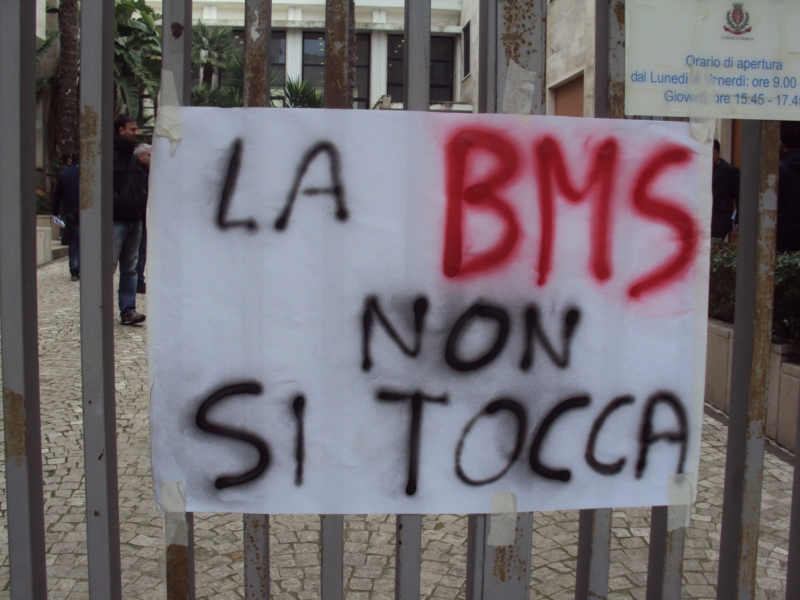 Orario di apertura
dal Lunedì al Venerdì: ore 9.00
Giovedì ore 15:45 - 17.45
LA BMS
NON
SI TOCCA